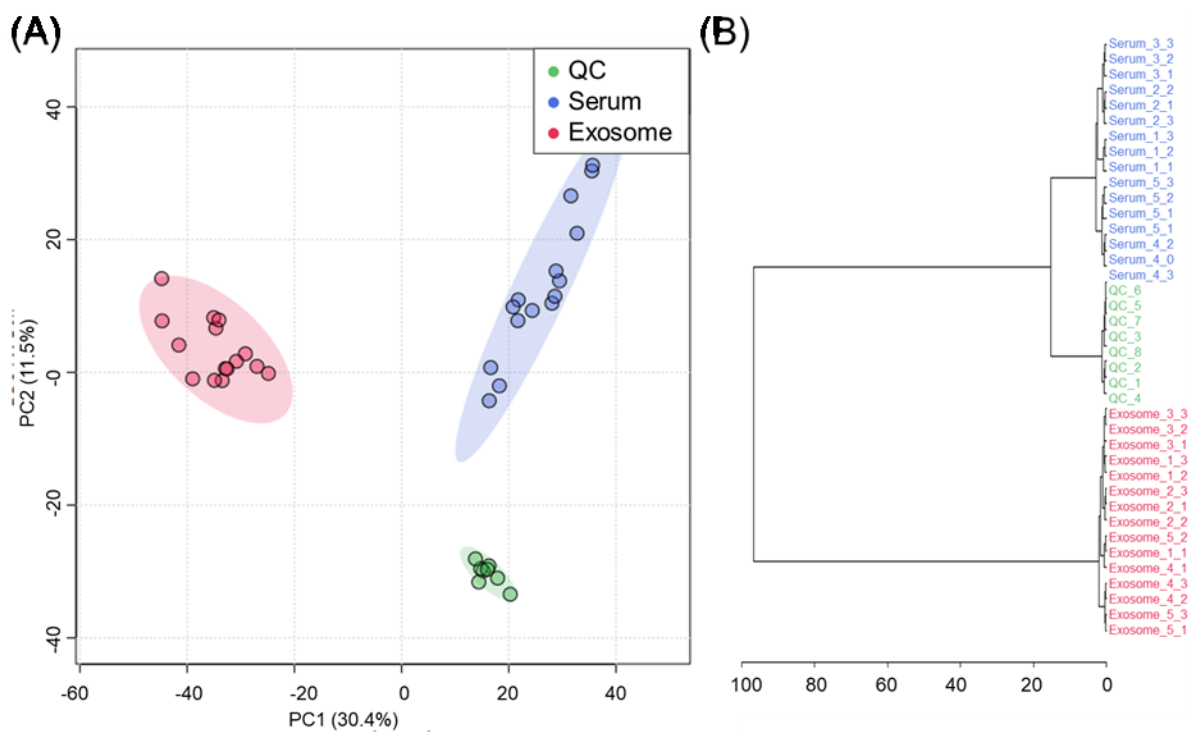 (A)
QC
Serum
Exosome
40
20
-0
-20
-40
PC2 (11.5%)
-60
-40
-20
0
20
40
PC1 (30.4%)
(B)
Serum_3_3
Serum_3_2
Serum_3_1
Serum_2_2
Serum_2_1
Serum_2_3
Serum_1_3
Serum_1_2
Serum_1_1
Serum_5_3
Serum_5_2
Serum_5_1
Serum_5_1
Serum_4_2
Serum_4_0
Serum_4_3
QC_6
QC_5
QC_7
QC_3
QC_8
QC_2
QC_1
QC_4
Exosome_3_3
Exosome_3_2
Exosome_3_1
Exosome_1_3
Exosome_1_2
Exosome_2_3
Exosome_2_1
Exosome_2_2
Exosome_5_2
Exosome_1_1
Exosome_4_1
Exosome_4_3
Exosome_4_2
Exosome_5_3
Exosome_5_1
100 80 60 40 20 0